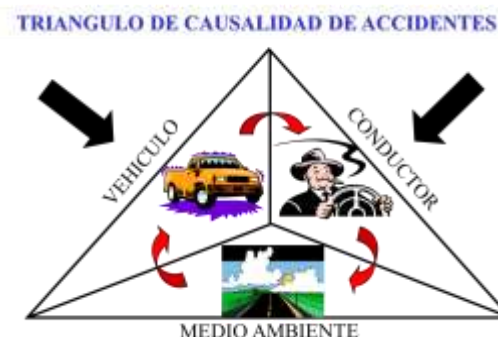 TRIANGULO DE CAUSALIDAD DE ACCIDENTES
VEHICULO
CONDUCTOR
MEDIO AMBIENTE